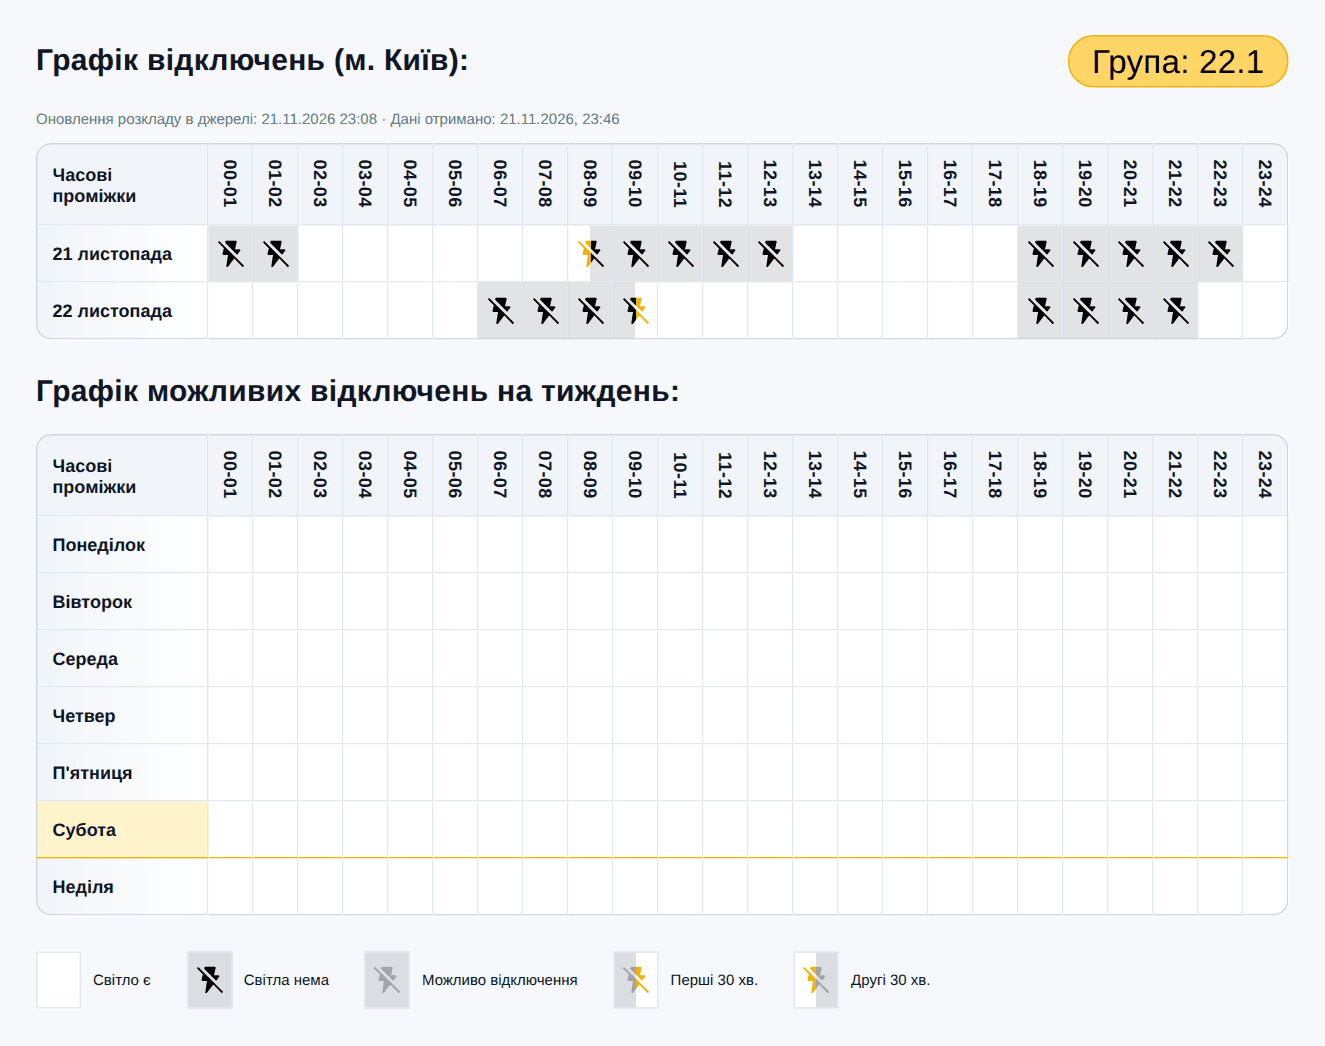 Графік відключень (м. Київ):
Група: 22.1
Оновлення розкладу в джерелі: 21.11.2026 23:08 · Дані отримано: 21.11.2026, 23:46
Часові
проміжки
00-01 01-02 02-03 03-04 04-05 05-06 06-07 07-08 08-09 09-10 10-11 11-12 12-13 13-14 14-15 15-16 16-17 17-18 18-19 19-20 20-21 21-22 22-23 23-24
21 листопада
22 листопада
Графік можливих відключень на тиждень:
Часові
проміжки
00-01 01-02 02-03 03-04 04-05 05-06 06-07 07-08 08-09 09-10 10-11 11-12 12-13 13-14 14-15 15-16 16-17 17-18 18-19 19-20 20-21 21-22 22-23 23-24
Понеділок
Вівторок
Середа
Четвер
П'ятниця
Субота
Неділя
Світло є
Світла нема
Можливо відключення
Перші 30 хв.
Другі 30 хв.